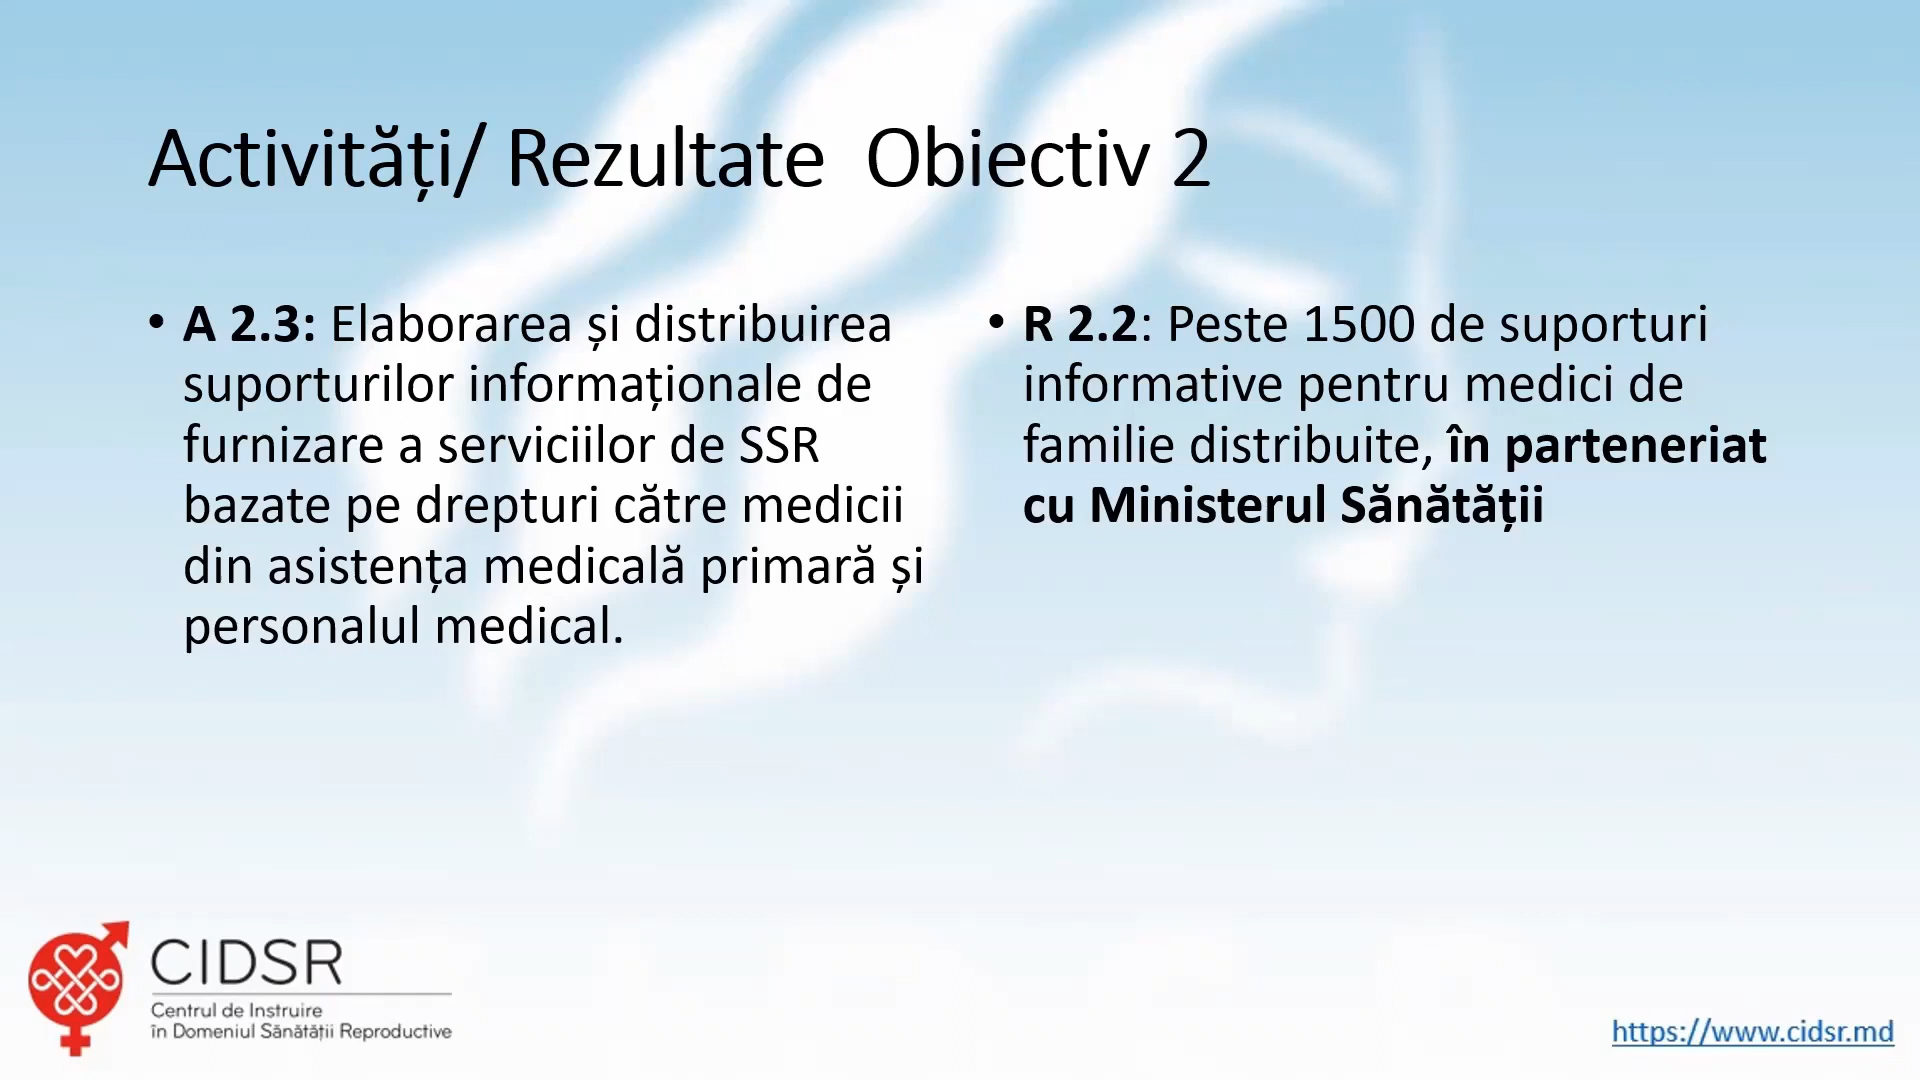 Activități/ Rezultate  Obiectiv 2
• A 2.3: Elaborarea și distribuirea
suporturilor informaționale de
furnizare a serviciilor de SSR
bazate pe drepturi către medicii
din asistența medicală primară și
personalul medical.
• R 2.2: Peste 1500 de suporturi
informative pentru medici de
familie distribuite, în parteneriat
cu Ministerul Sănătății
CIDSR
Centrul de Instruire
în Domeniul Sănătății Reproductive
https://www.cidsr.md